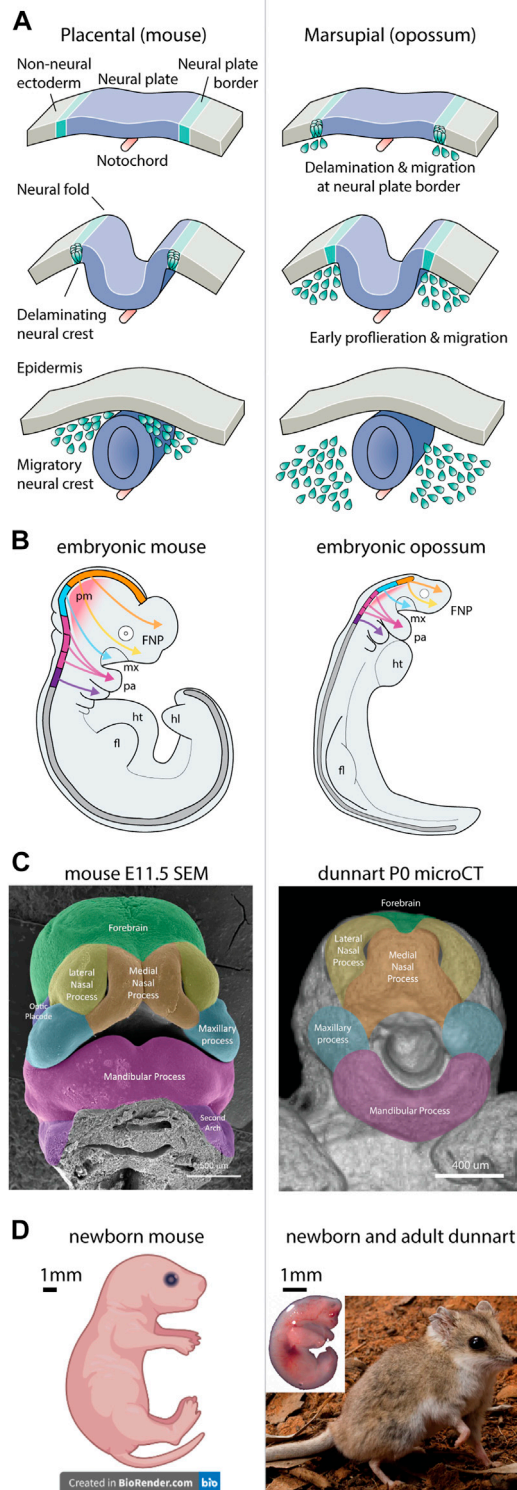 A
Placental (mouse)
Marsupial (opossum)
Non-neural
ectoderm
Neural plate
Neural plate
border
Notochord
Delamination & migration
at neural plate border
Neural fold
Delaminating
neural crest
Early proflieration & migration
Epidermis
Migratory
neural crest
B
embryonic mouse
embryonic opossum
pm
FNP
mx
pa
ht
hl
fl
FNP
mx
pa
ht
fl
C
mouse E11.5 SEM
dunnart P0 microCT
Forebrain
Lateral
Nasal
Process
Medial
Nasal
Process
Optic
Placode
Maxillary
process
Mandibular Process
Second
Arch
500 um
Forebrain
Lateral
Nasal
Process
Medial
Nasal
Process
Maxillary
process
Mandibular Process
400 um
D
newborn mouse
newborn and adult dunnart
1mm
1mm
Created in BioRender.com bio